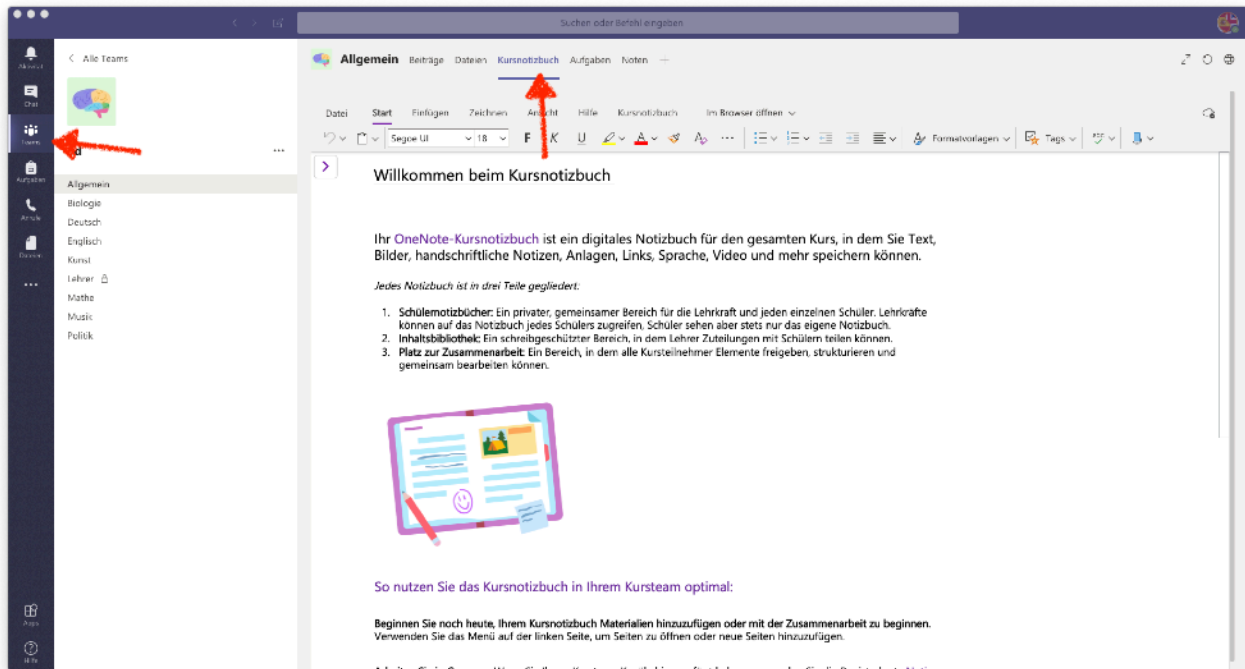 Suchen oder Befehl eingeben
Aktivität
Chat
Teams
Aufgaben
Anrufe
Dateien
Apps
Hilfe
Alle Teams
d
Allgemein
Biologie
Deutsch
Englisch
Kunst
Lehrer
Mathe
Musik
Politik
Allgemein Beiträge Dateien Kursnotizbuch Aufgaben Noten
Datei Start Einfügen Zeichnen Ansicht Hilfe Kursnotizbuch Im Browser öffnen
Segoe UI 18 F K U A Formatvorlagen Tags
Willkommen beim Kursnotizbuch
Ihr OneNote-Kursnotizbuch ist ein digitales Notizbuch für den gesamten Kurs, in dem Sie Text,
Bilder, handschriftliche Notizen, Anlagen, Links, Sprache, Video und mehr speichern können.
Jedes Notizbuch ist in drei Teile gegliedert:
1. Schülernotizbücher: Ein privater, gemeinsamer Bereich für die Lehrkraft und jeden einzelnen Schüler. Lehrkräfte
können auf das Notizbuch jedes Schülers zugreifen, Schüler sehen aber stets nur das eigene Notizbuch.
2. Inhaltsbibliothek: Ein schreibgeschützter Bereich, in dem Lehrer Zuteilungen mit Schülern teilen können.
3. Platz zur Zusammenarbeit: Ein Bereich, in dem alle Kursteilnehmer Elemente freigeben, strukturieren und
gemeinsam bearbeiten können.
So nutzen Sie das Kursnotizbuch in Ihrem Kursteam optimal:
Beginnen Sie noch heute, Ihrem Kursnotizbuch Materialien hinzuzufügen oder mit der Zusammenarbeit zu beginnen.
Verwenden Sie das Menü auf der linken Seite, um Seiten zu öffnen oder neue Seiten hinzuzufügen.